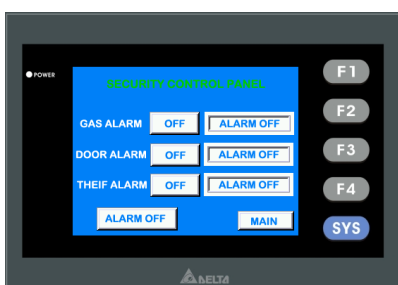 POWER
SECURITY CONTROL PANEL
GAS ALARM OFF ALARM OFF
DOOR ALARM OFF ALARM OFF
THEIF ALARM OFF ALARM OFF
ALARM OFF MAIN
F1
F2
F3
F4
SYS
DELTA